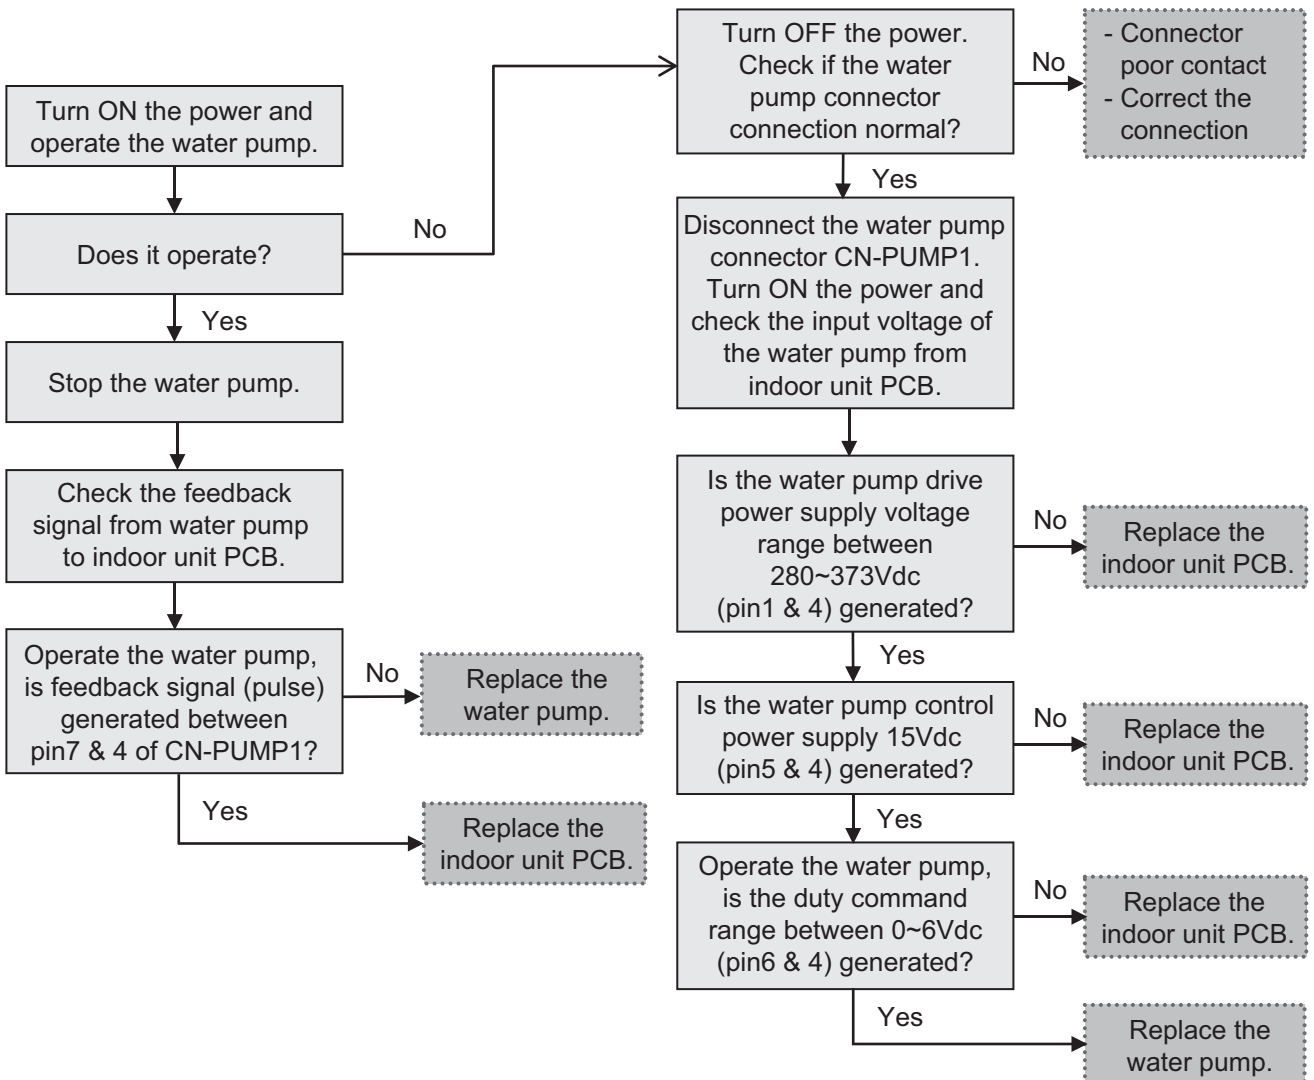 Turn ON the power and
operate the water pump.
Does it operate?
No
Yes
Stop the water pump.
Check the feedback
signal from water pump
to indoor unit PCB.
Operate the water pump,
is feedback signal (pulse)
generated between
pin7 & 4 of CN-PUMP1?
No
Replace the
water pump.
Yes
Replace the
indoor unit PCB.
Turn OFF the power.
Check if the water
pump connector
connection normal?
No
- Connector
poor contact
- Correct the
connection
Yes
Disconnect the water pump
connector CN-PUMP1.
Turn ON the power and
check the input voltage of
the water pump from
indoor unit PCB.
Is the water pump drive
power supply voltage
range between
280~373Vdc
(pin1 & 4) generated?
No
Replace the
indoor unit PCB.
Yes
Is the water pump control
power supply 15Vdc
(pin5 & 4) generated?
No
Replace the
indoor unit PCB.
Yes
Operate the water pump,
is the duty command
range between 0~6Vdc
(pin6 & 4) generated?
No
Replace the
indoor unit PCB.
Yes
Replace the
water pump.